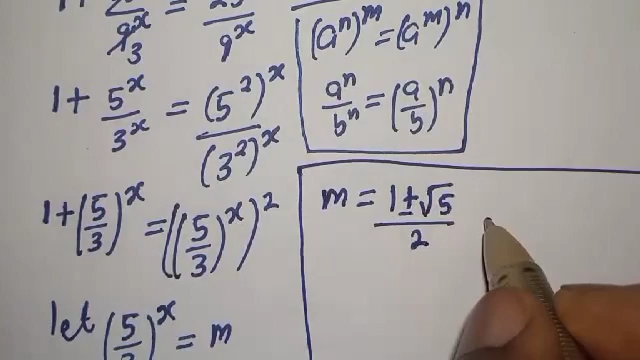 1 + 5^x/3^x = (5^2)^x/(3^2)^x
1 + (5/3)^x = ((5/3)^x)^2
let (5/3)^x = m
(a^n)^m = (a^m)^n
a^n/b^n = (a/b)^n
m = 1±√5/2